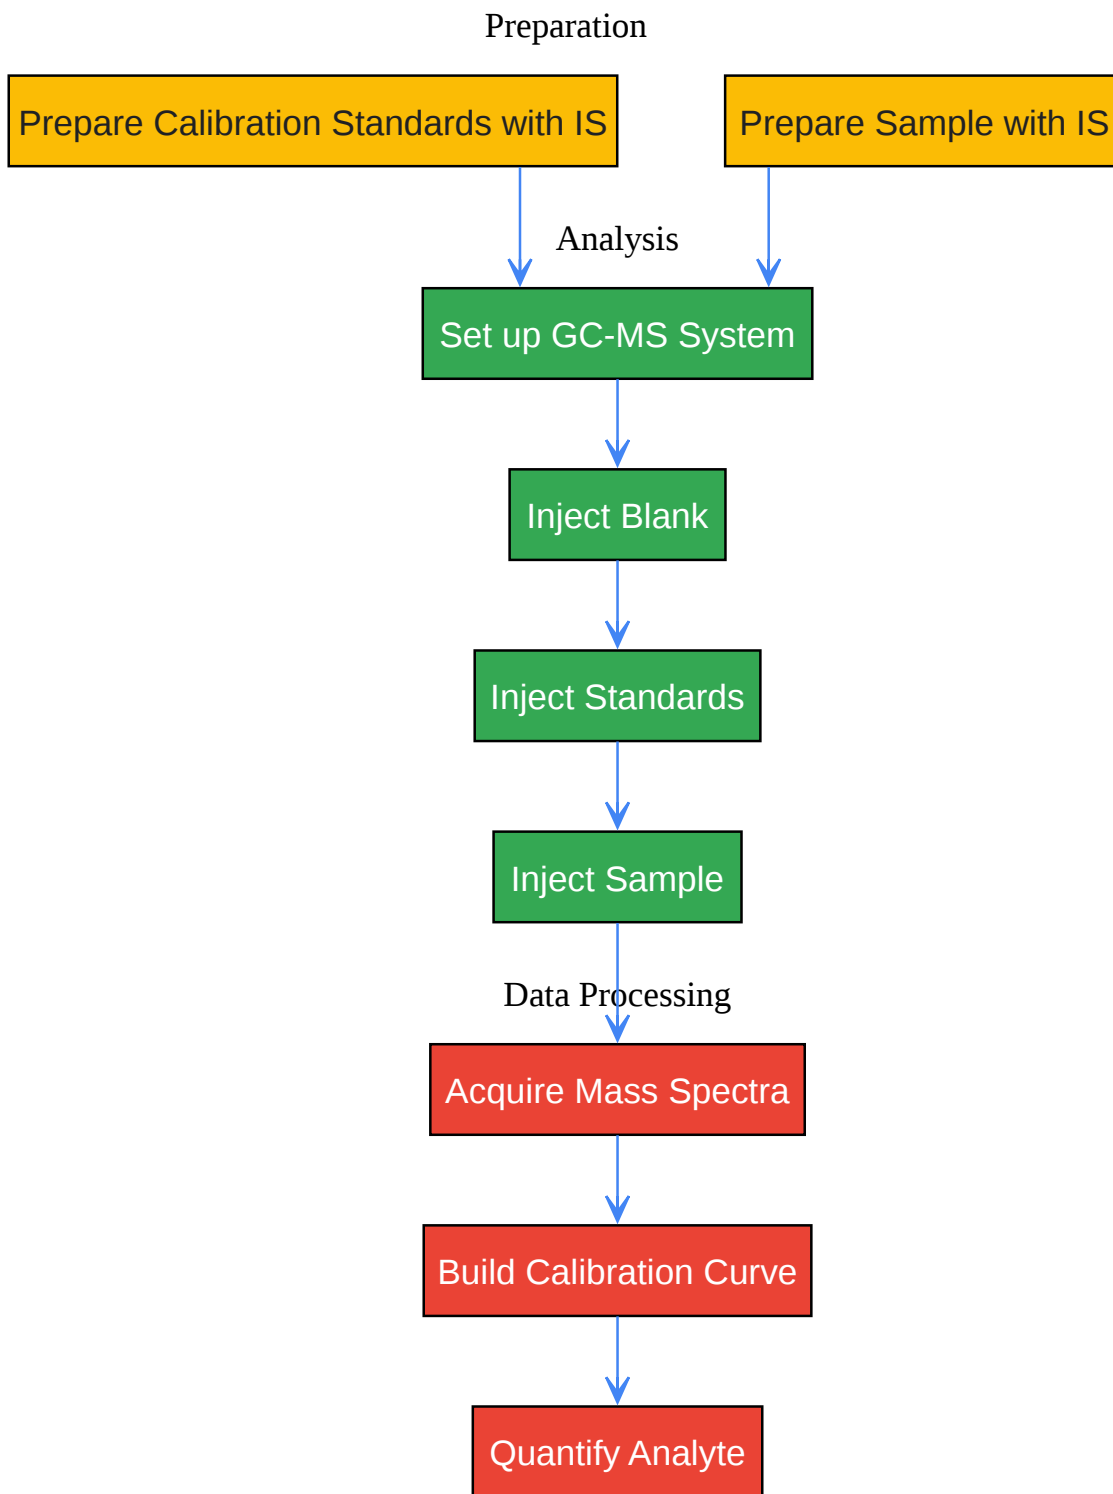 Preparation
Prepare Calibration Standards with IS
Prepare Sample with IS
Analysis
Set up GC-MS System
Inject Blank
Inject Standards
Inject Sample
Data Processing
Acquire Mass Spectra
Build Calibration Curve
Quantify Analyte